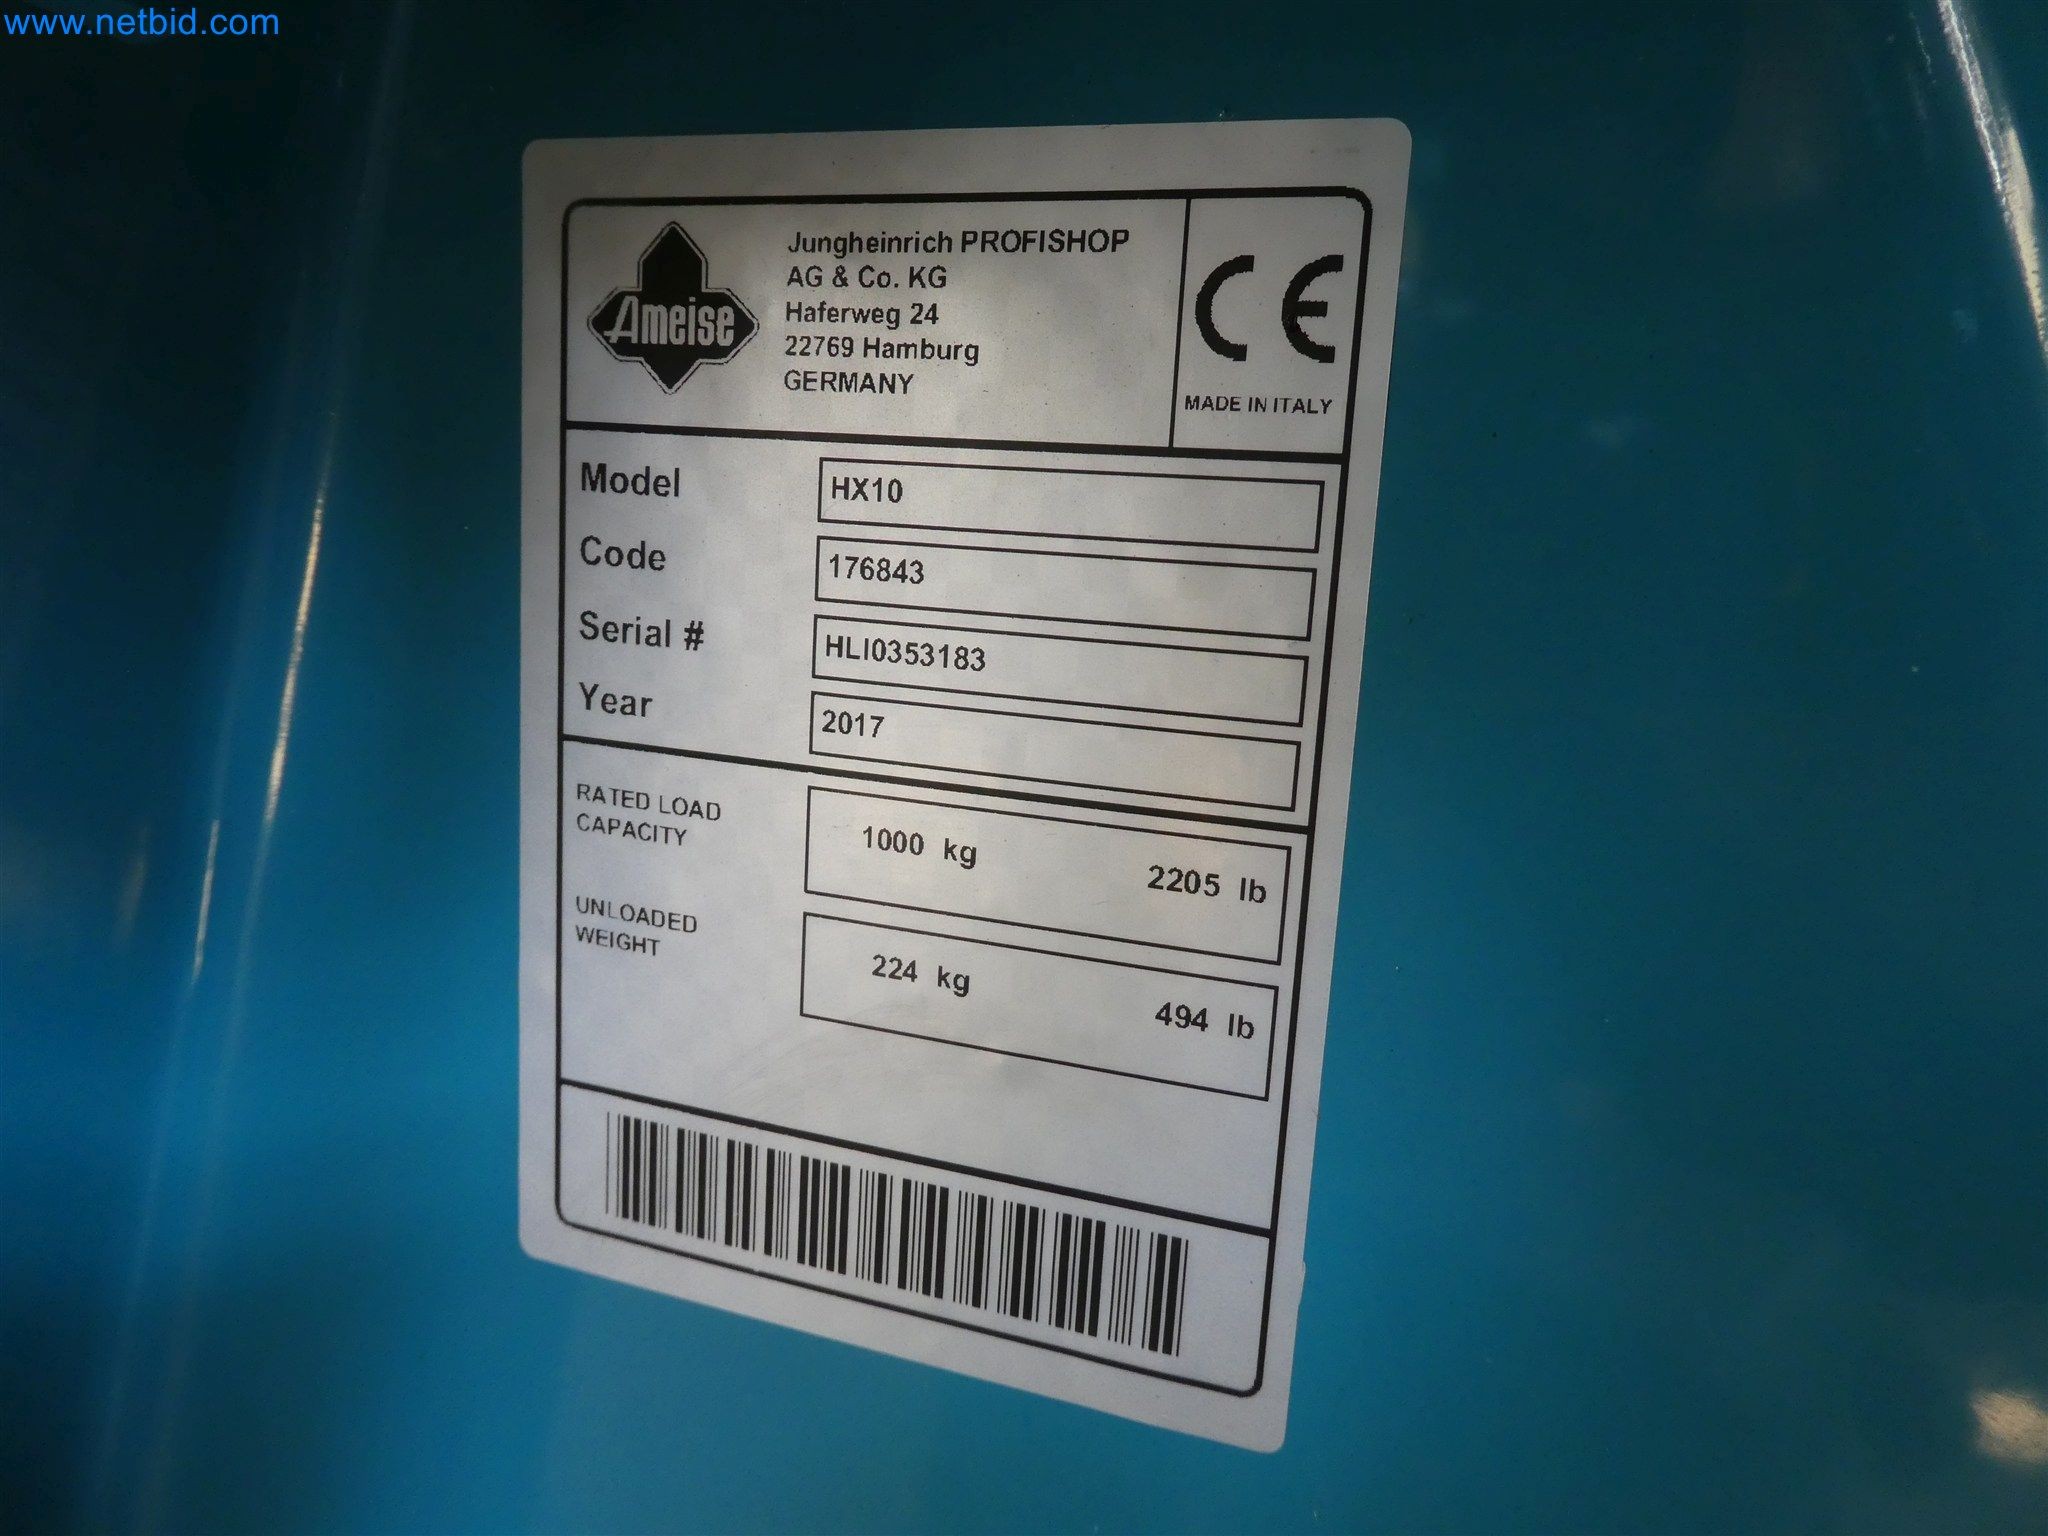 www.netbid.com
Ameise
Jungheinrich PROFISHOP
AG & Co. KG
Haferweg 24
22769 Hamburg
GERMANY
CE
MADE IN ITALY
Model HX10
Code 176843
Serial # HLI0353183
Year 2017
RATED LOAD
CAPACITY
1000 kg 2205 lb
UNLOADED
WEIGHT
224 kg 494 lb